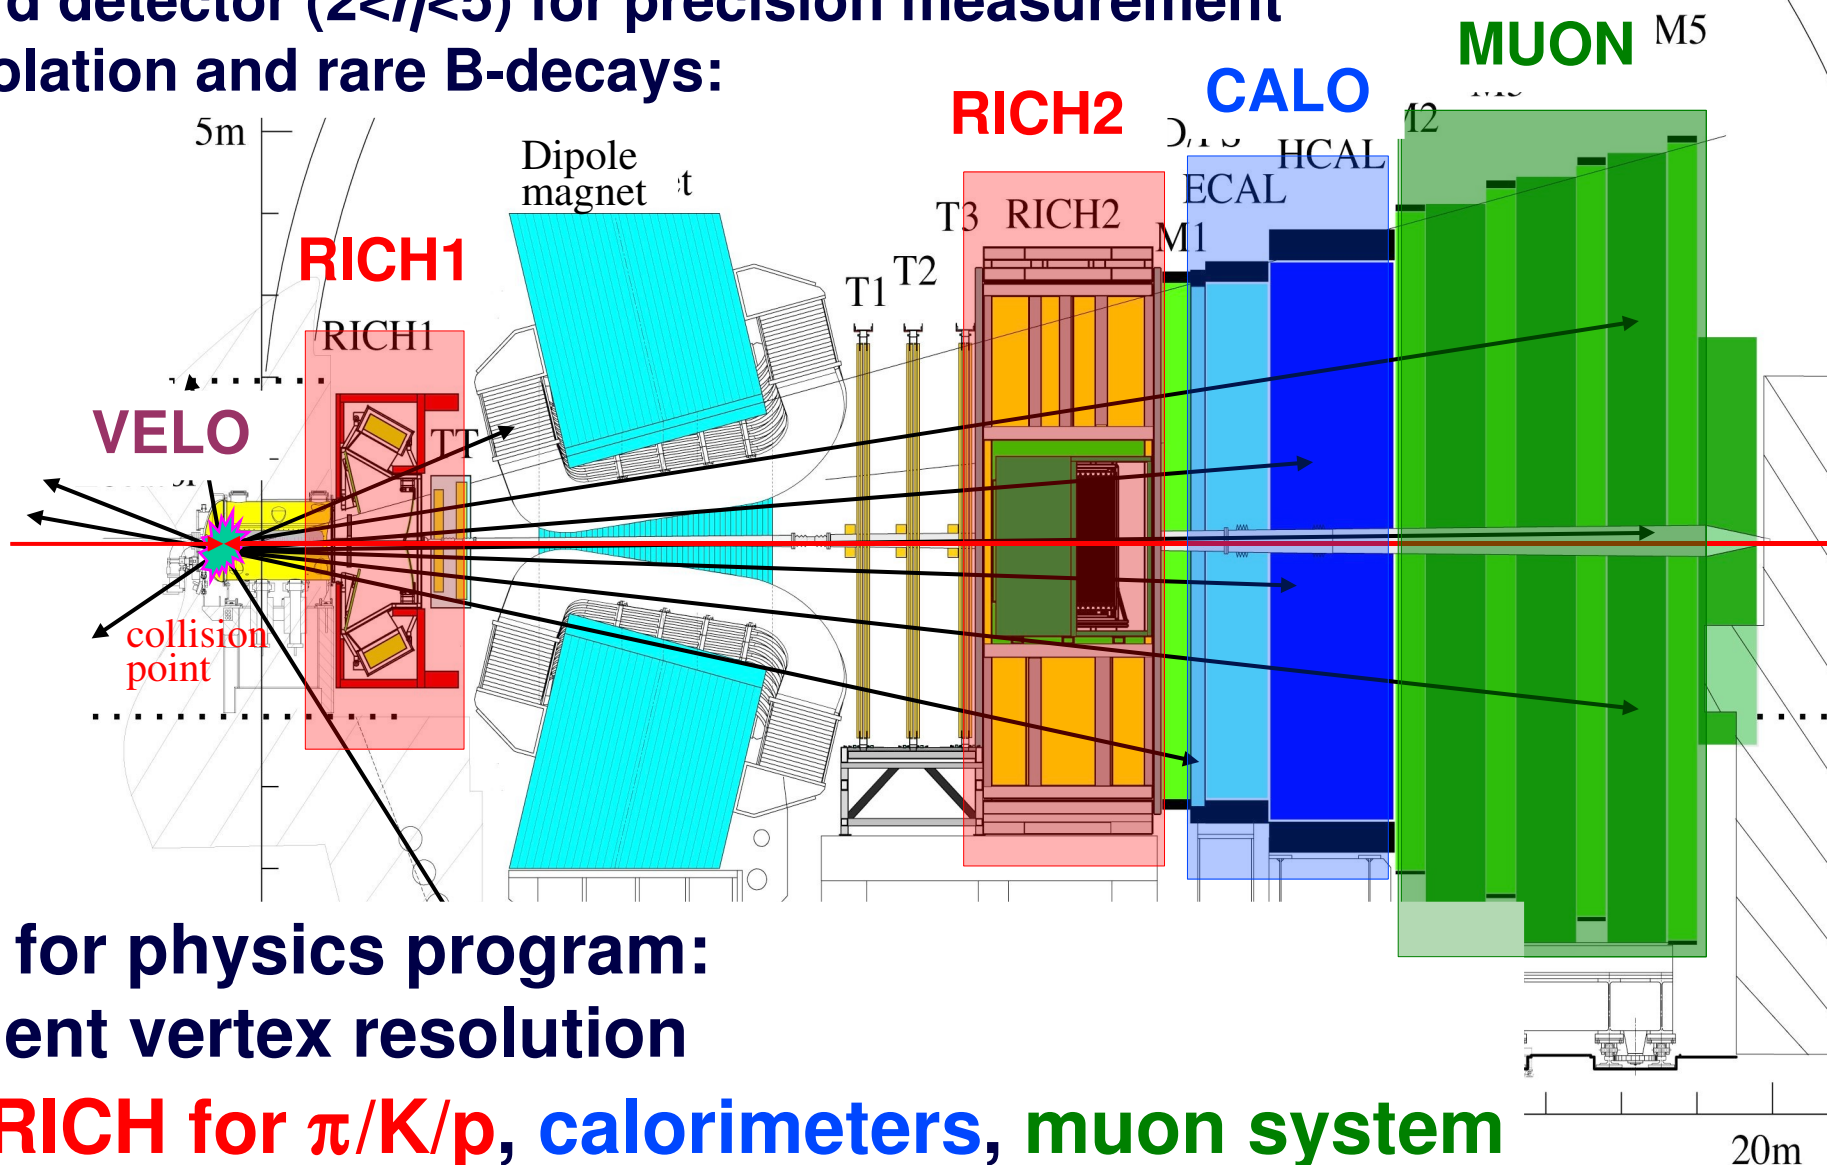 d detector (2<η<5) for precision measurement
olation and rare B-decays:
MUON M5
CALO
RICH2
M2
5m
Dipole
magnet
HCAL
ECAL
T3 RICH2
M1
RICH1
T2
T1
RICH1
VELO
TT
collision
point
for physics program:
ent vertex resolution
RICH for π/K/p, calorimeters, muon system
20m